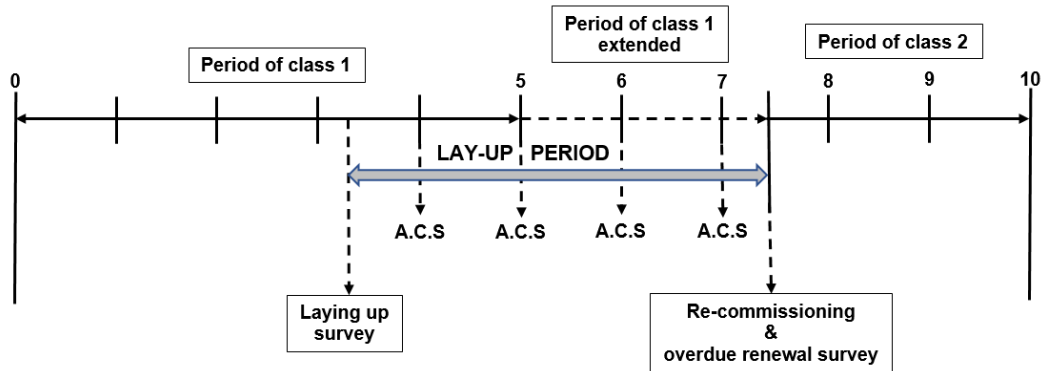 Period of class 1
Period of class 1
extended
Period of class 2
0
5
6
7
8
9
10
LAY-UP PERIOD
A.C.S
A.C.S
A.C.S
A.C.S
Laying up
survey
Re-commissioning
&
overdue renewal survey